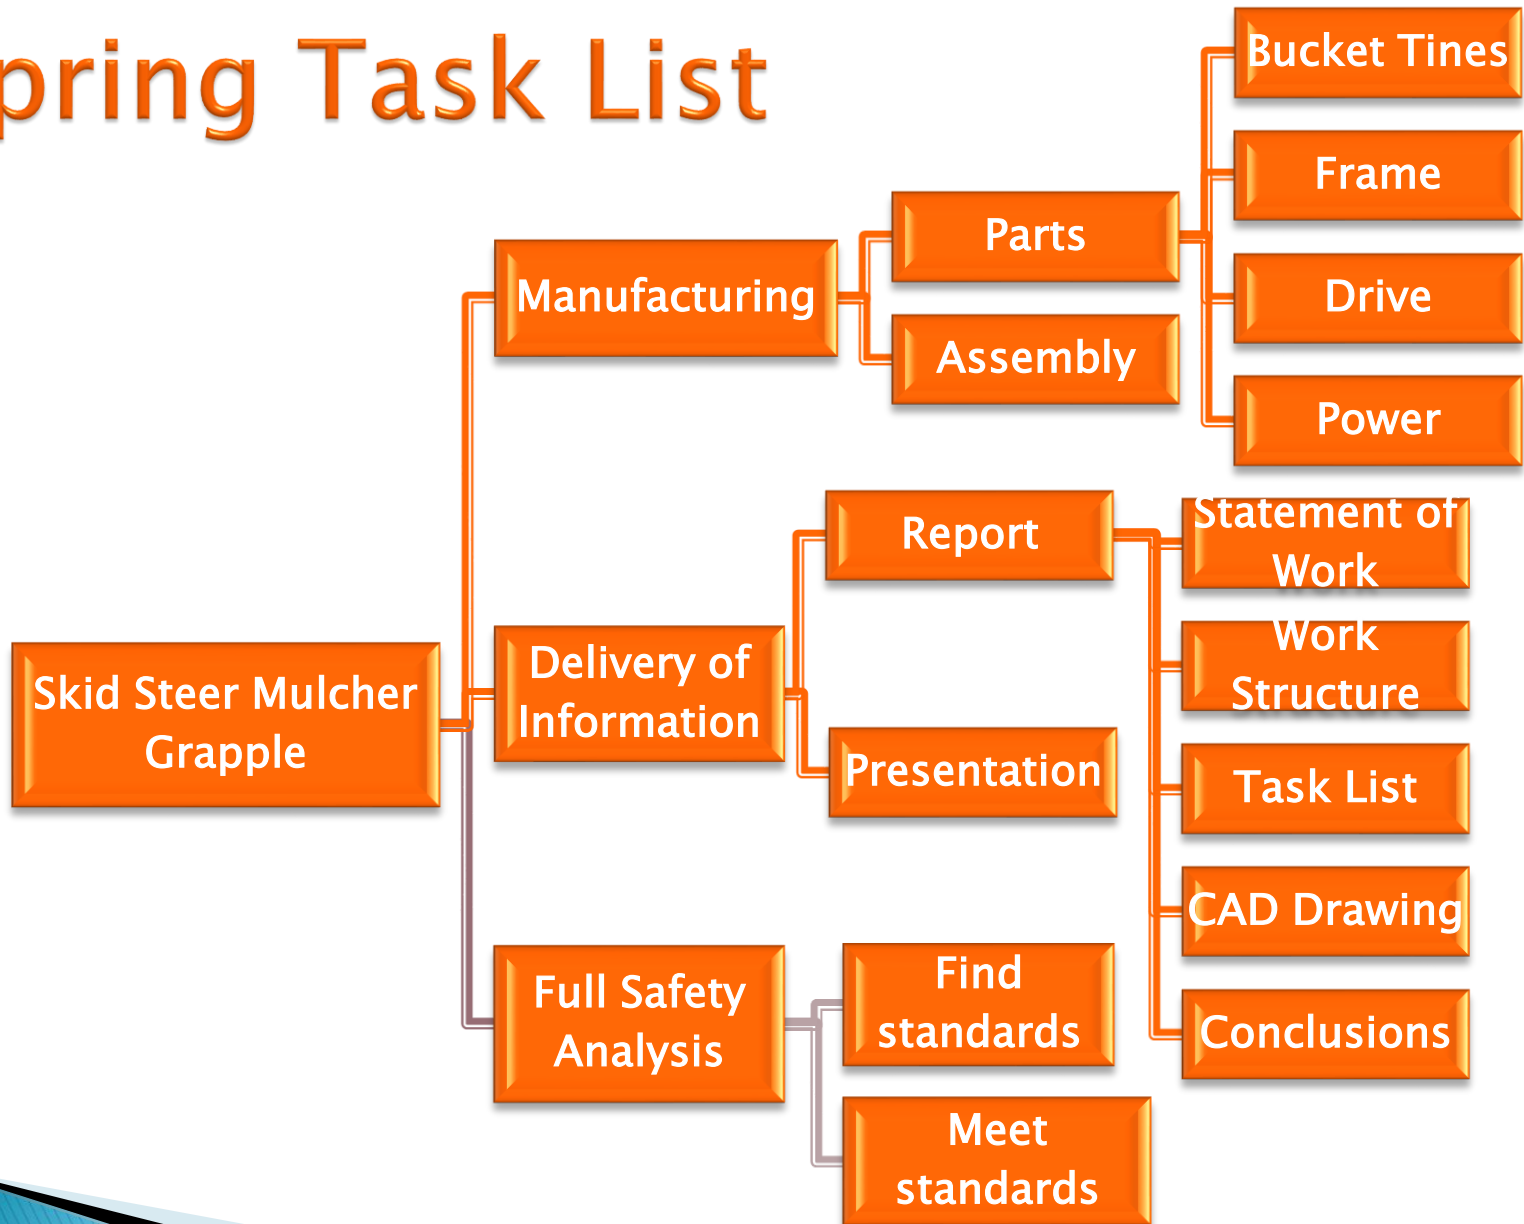 pring Task List
Bucket Tines
Frame
Parts
Drive
Manufacturing
Assembly
Power
Report
Statement of
Work
Delivery of
Information
Work
Structure
Skid Steer Mulcher
Grapple
Presentation
Task List
CAD Drawing
Full Safety
Analysis
Find
standards
Conclusions
Meet
standards